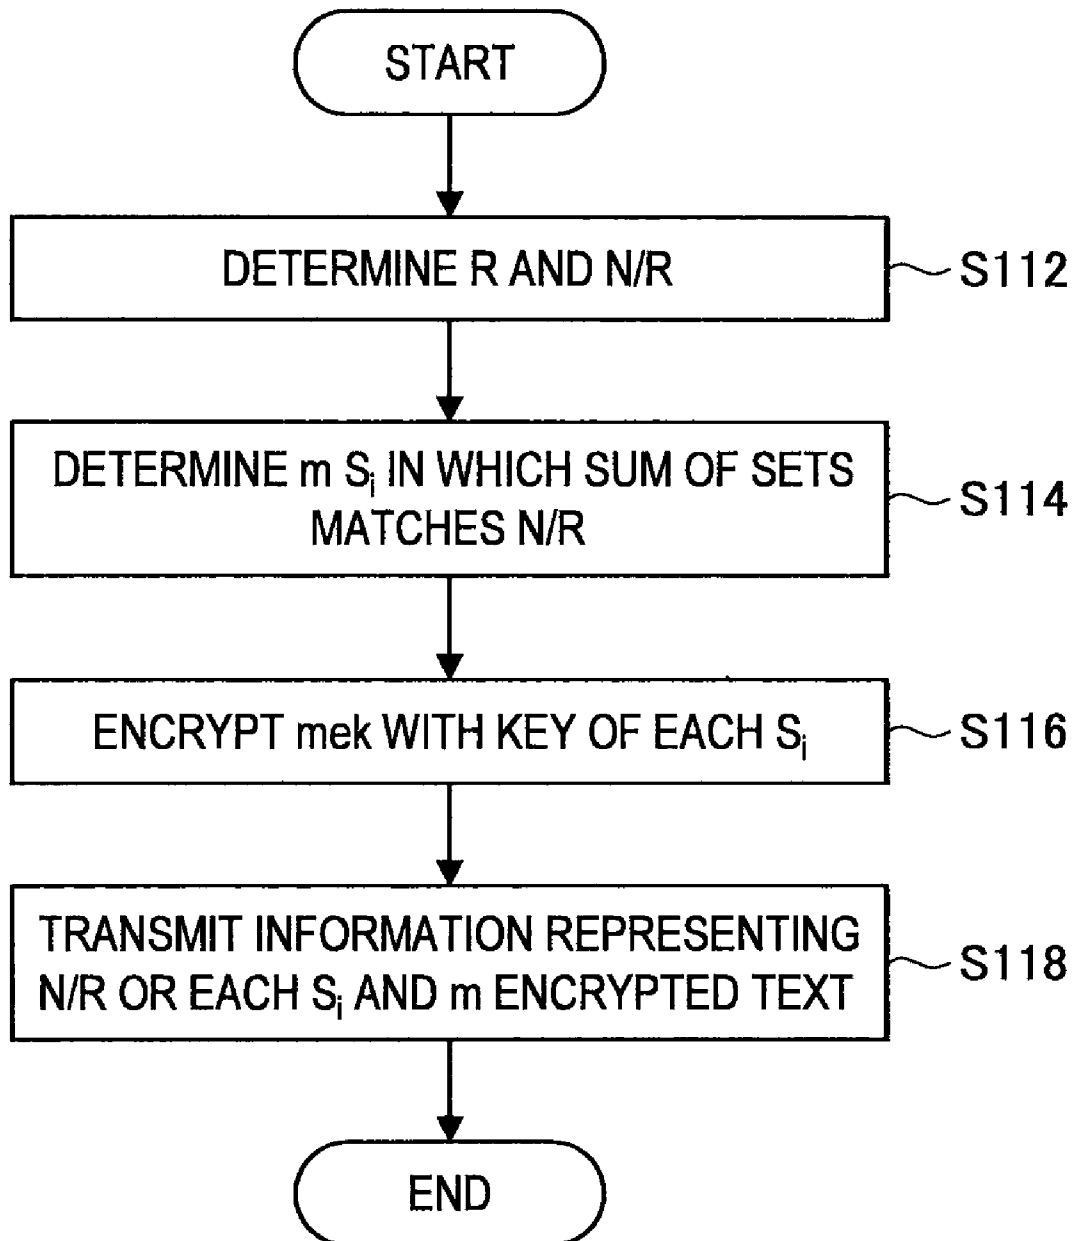 START
DETERMINE R AND N/R
S112
DETERMINE m Si IN WHICH SUM OF SETS
MATCHES N/R
S114
ENCRYPT mek WITH KEY OF EACH Si
S116
TRANSMIT INFORMATION REPRESENTING
N/R OR EACH Si AND m ENCRYPTED TEXT
S118
END